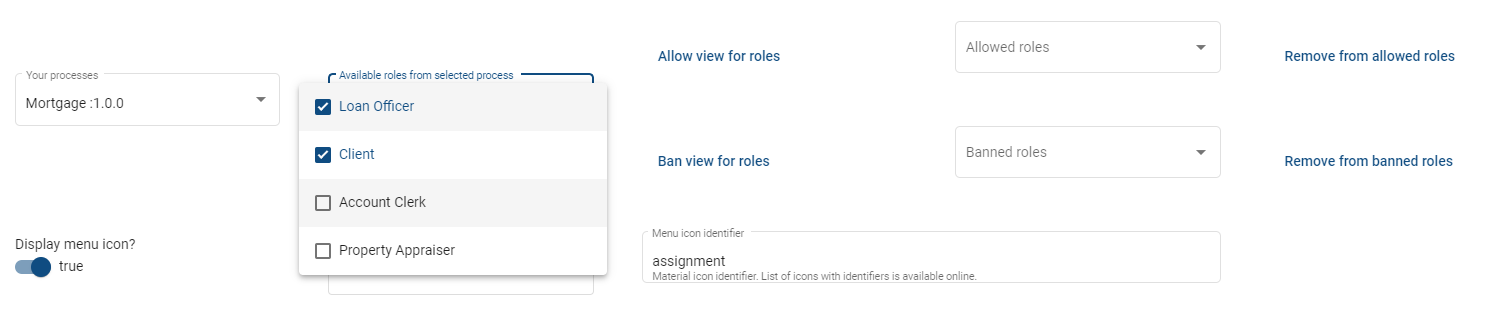 Your processes
Mortgage :1.0.0
Available roles from selected process
Loan Officer
Client
Account Clerk
Property Appraiser
Allow view for roles
Allowed roles
Remove from allowed roles
Ban view for roles
Banned roles
Remove from banned roles
Display menu icon?
true
Menu icon identifier
assignment
Material icon identifier. List of icons with identifiers is available online.